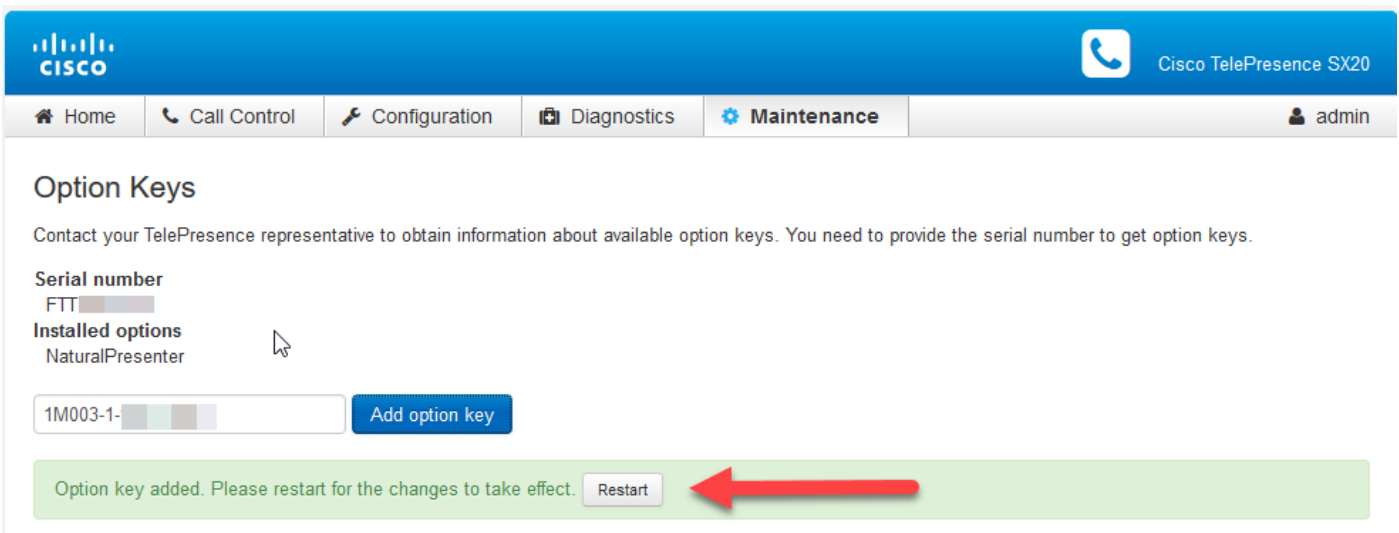 CISCO
Cisco TelePresence SX20
Home Call Control Configuration Diagnostics Maintenance admin
Option Keys
Contact your TelePresence representative to obtain information about available option keys. You need to provide the serial number to get option keys.
Serial number
FTT
Installed options
NaturalPresenter
1M003-1- Add option key
Option key added. Please restart for the changes to take effect. Restart